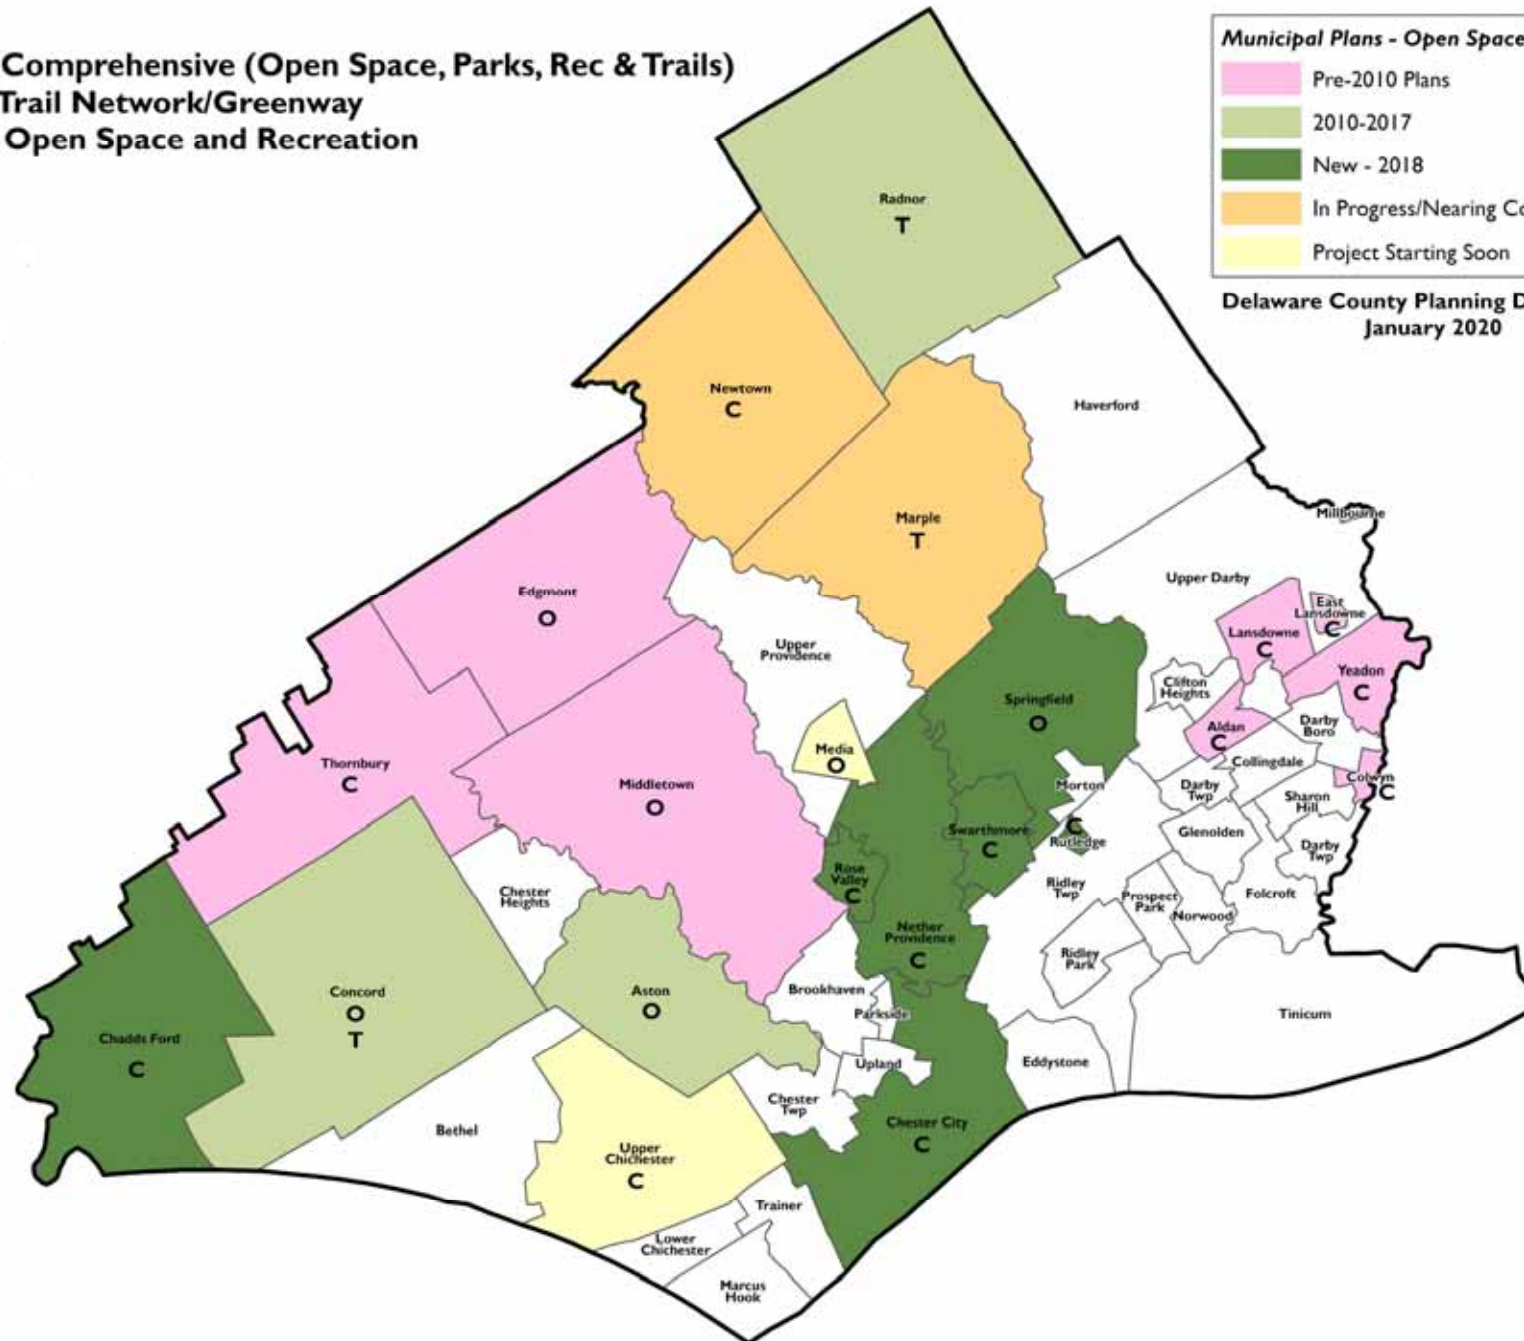 Comprehensive (Open Space, Parks, Rec & Trails)
Trail Network/Greenway
Open Space and Recreation
Municipal Plans - Open Space
Pre-2010 Plans
2010-2017
New - 2018
In Progress/Nearing Co
Project Starting Soon
Delaware County Planning D
January 2020
Radnor
T
Newtown
C
Haverford
Marple
T
Millbourne
Upper Darby
Edgmont
O
East
Lansdowne
C
Lansdowne
C
Upper
Providence
Yeadon
C
Clifton
Heights
Springfield
O
Aldan
C
Darby
Boro
Media
O
Thornbury
C
Collingdale
Middletown
O
Morton
Darby
Twp
Colwyn
C
Sharon
Hill
Swarthmore
C
C
Rutledge
Glenolden
Darby
Twp
Rose
Valley
C
Chester
Heights
Ridley
Twp
Prospect
Park
Norwood
Folcroft
Nether
Providence
C
Ridley
Park
Concord
O
T
Aston
O
Brookhaven
Parkside
Tinicum
Chadds Ford
C
Upland
Eddystone
Chester
Twp
Bethel
Chester City
C
Upper
Chichester
C
Trainer
Lower
Chichester
Marcus
Hook